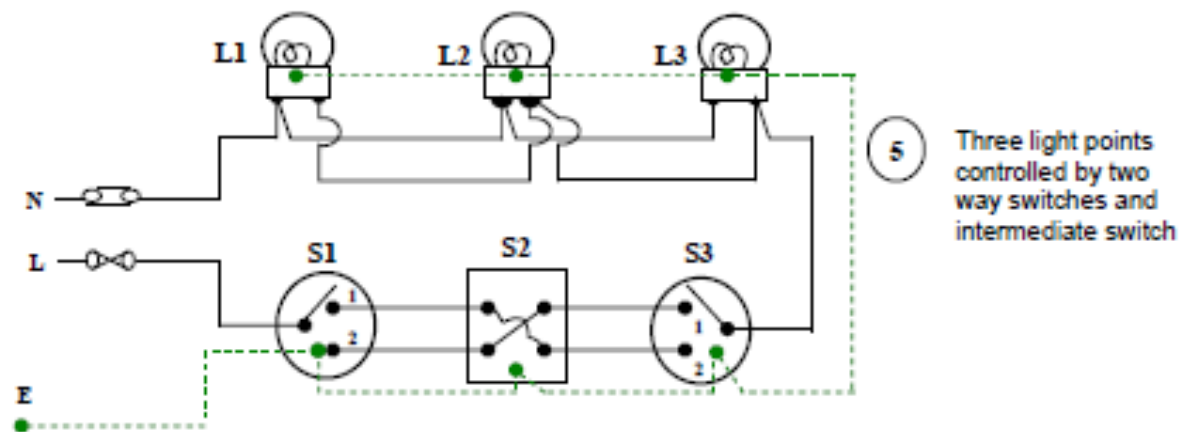 L1
L2
L3
5
Three light points
controlled by two
way switches and
intermediate switch
N
L
S1
S2
S3
1
2
1
2
E